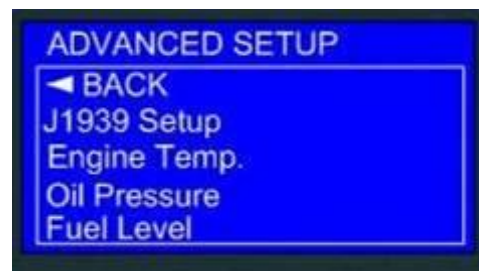 ADVANCED SETUP
◄ BACK
J1939 Setup
Engine Temp.
Oil Pressure
Fuel Level